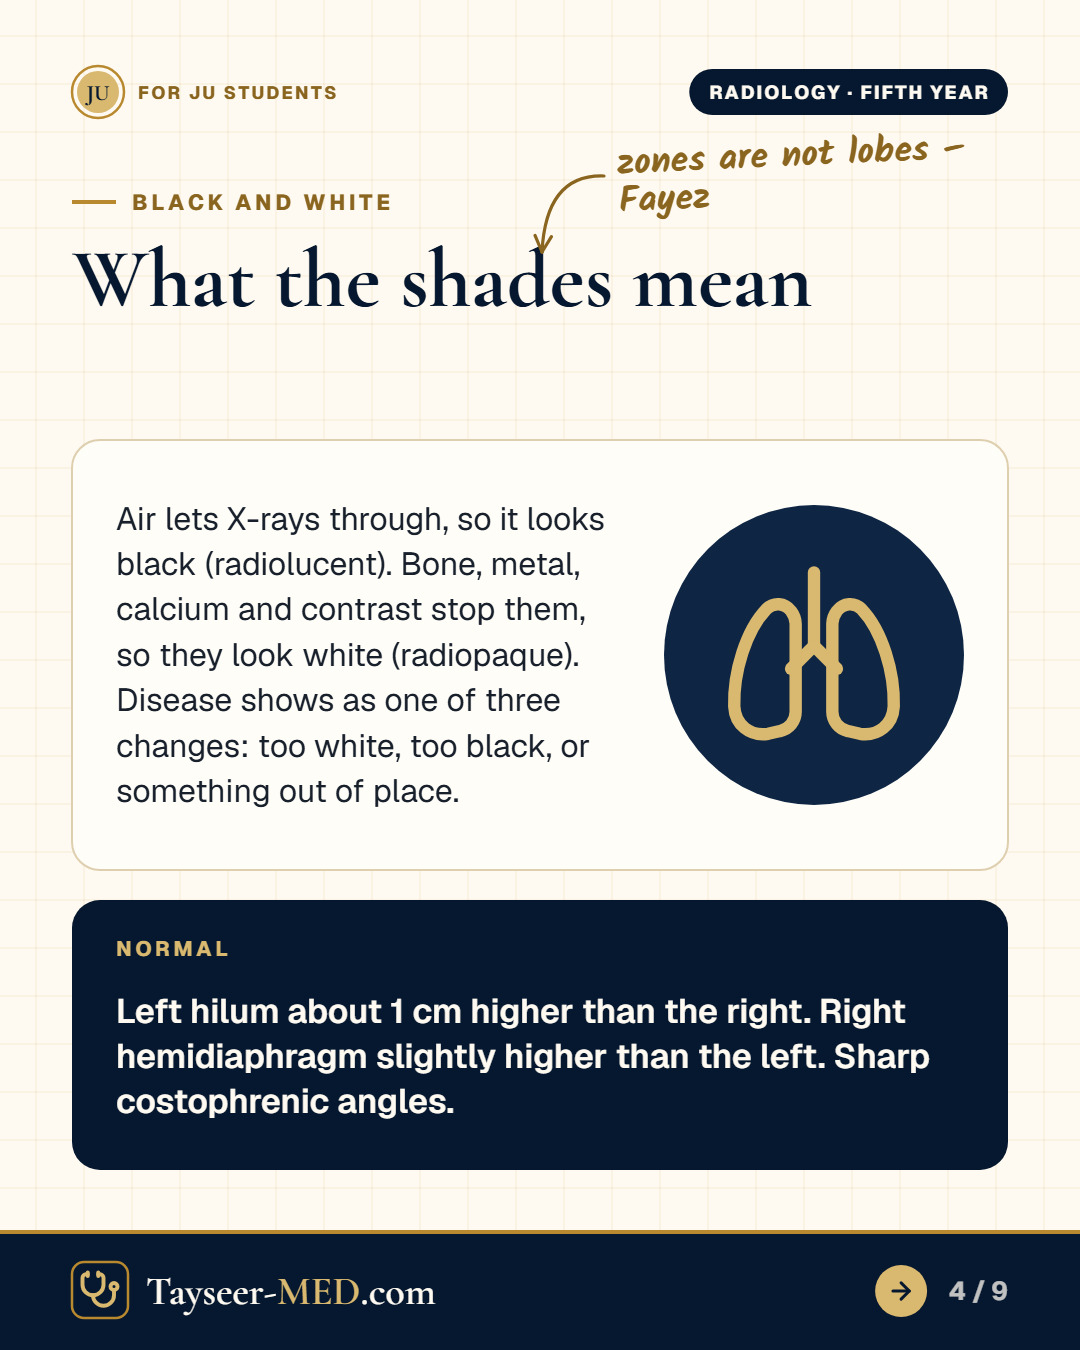 JU FOR JU STUDENTS
RADIOLOGY · FIFTH YEAR
zones are not lobes –
Fayez
BLACK AND WHITE
What the shades mean
Air lets X-rays through, so it looks
black (radiolucent). Bone, metal,
calcium and contrast stop them,
so they look white (radiopaque).
Disease shows as one of three
changes: too white, too black, or
something out of place.
NORMAL
Left hilum about 1 cm higher than the right. Right
hemidiaphragm slightly higher than the left. Sharp
costophrenic angles.
Tayseer-MED.com
4 / 9